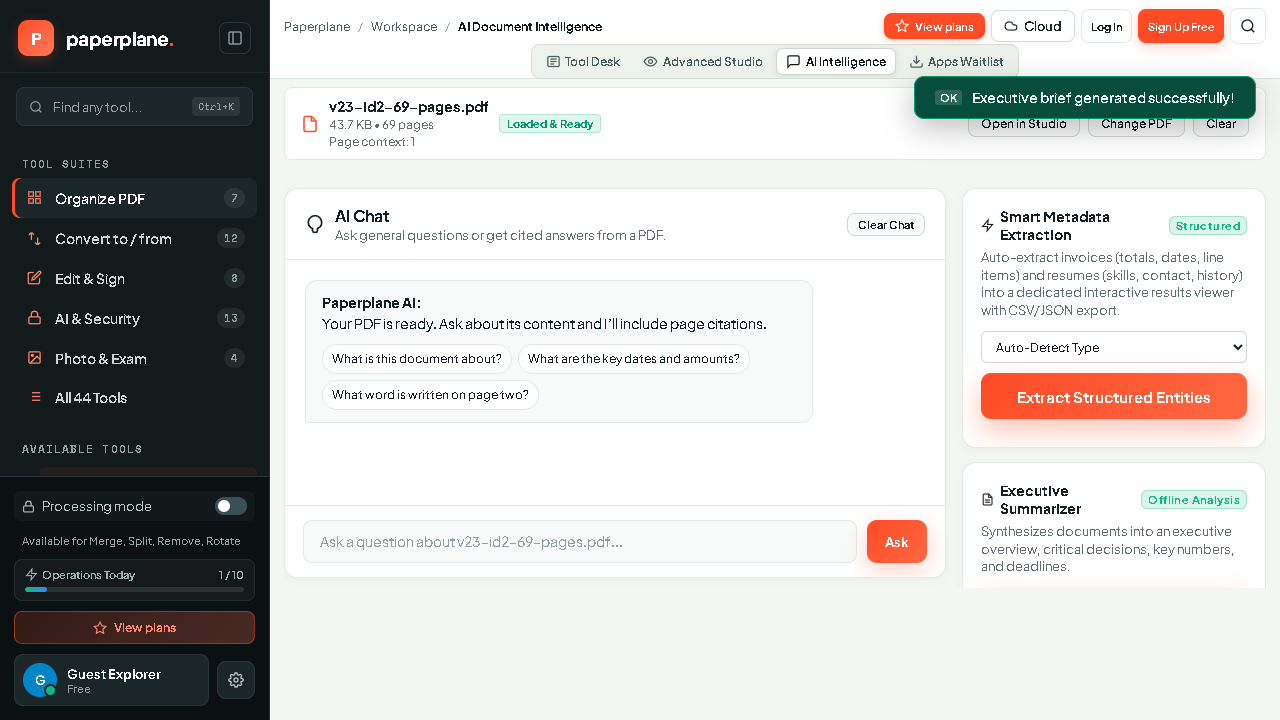 P
paperplane.
Find any tool...
Ctrl+K
TOOL SUITES
Organize PDF
7
Convert to / from
12
Edit & Sign
8
AI & Security
13
Photo & Exam
4
All 44 Tools
AVAILABLE TOOLS
Processing mode
Available for Merge, Split, Remove, Rotate
Operations Today
1/10
View plans
G
Guest Explorer
Free
Paperplane / Workspace / AI Document Intelligence
View plans
Cloud
Log In
Sign Up Free
Tool Desk
Advanced Studio
AI Intelligence
Apps Waitlist
OK Executive brief generated successfully!
v23-id2-69-pages.pdf
43.7 KB • 69 pages
Page context: 1
Loaded & Ready
Open in Studio
Change PDF
Clear
AI Chat
Ask general questions or get cited answers from a PDF.
Clear Chat
Paperplane AI:
Your PDF is ready. Ask about its content and I'll include page citations.
What is this document about?
What are the key dates and amounts?
What word is written on page two?
Ask a question about v23-id2-69-pages.pdf...
Ask
Smart Metadata
Extraction
Structured
Auto-extract invoices (totals, dates, line
items) and resumes (skills, contact, history)
into a dedicated interactive results viewer
with CSV/JSON export.
Auto-Detect Type
Extract Structured Entities
Executive
Summarizer
Offline Analysis
Synthesizes documents into an executive
overview, critical decisions, key numbers,
and deadlines.